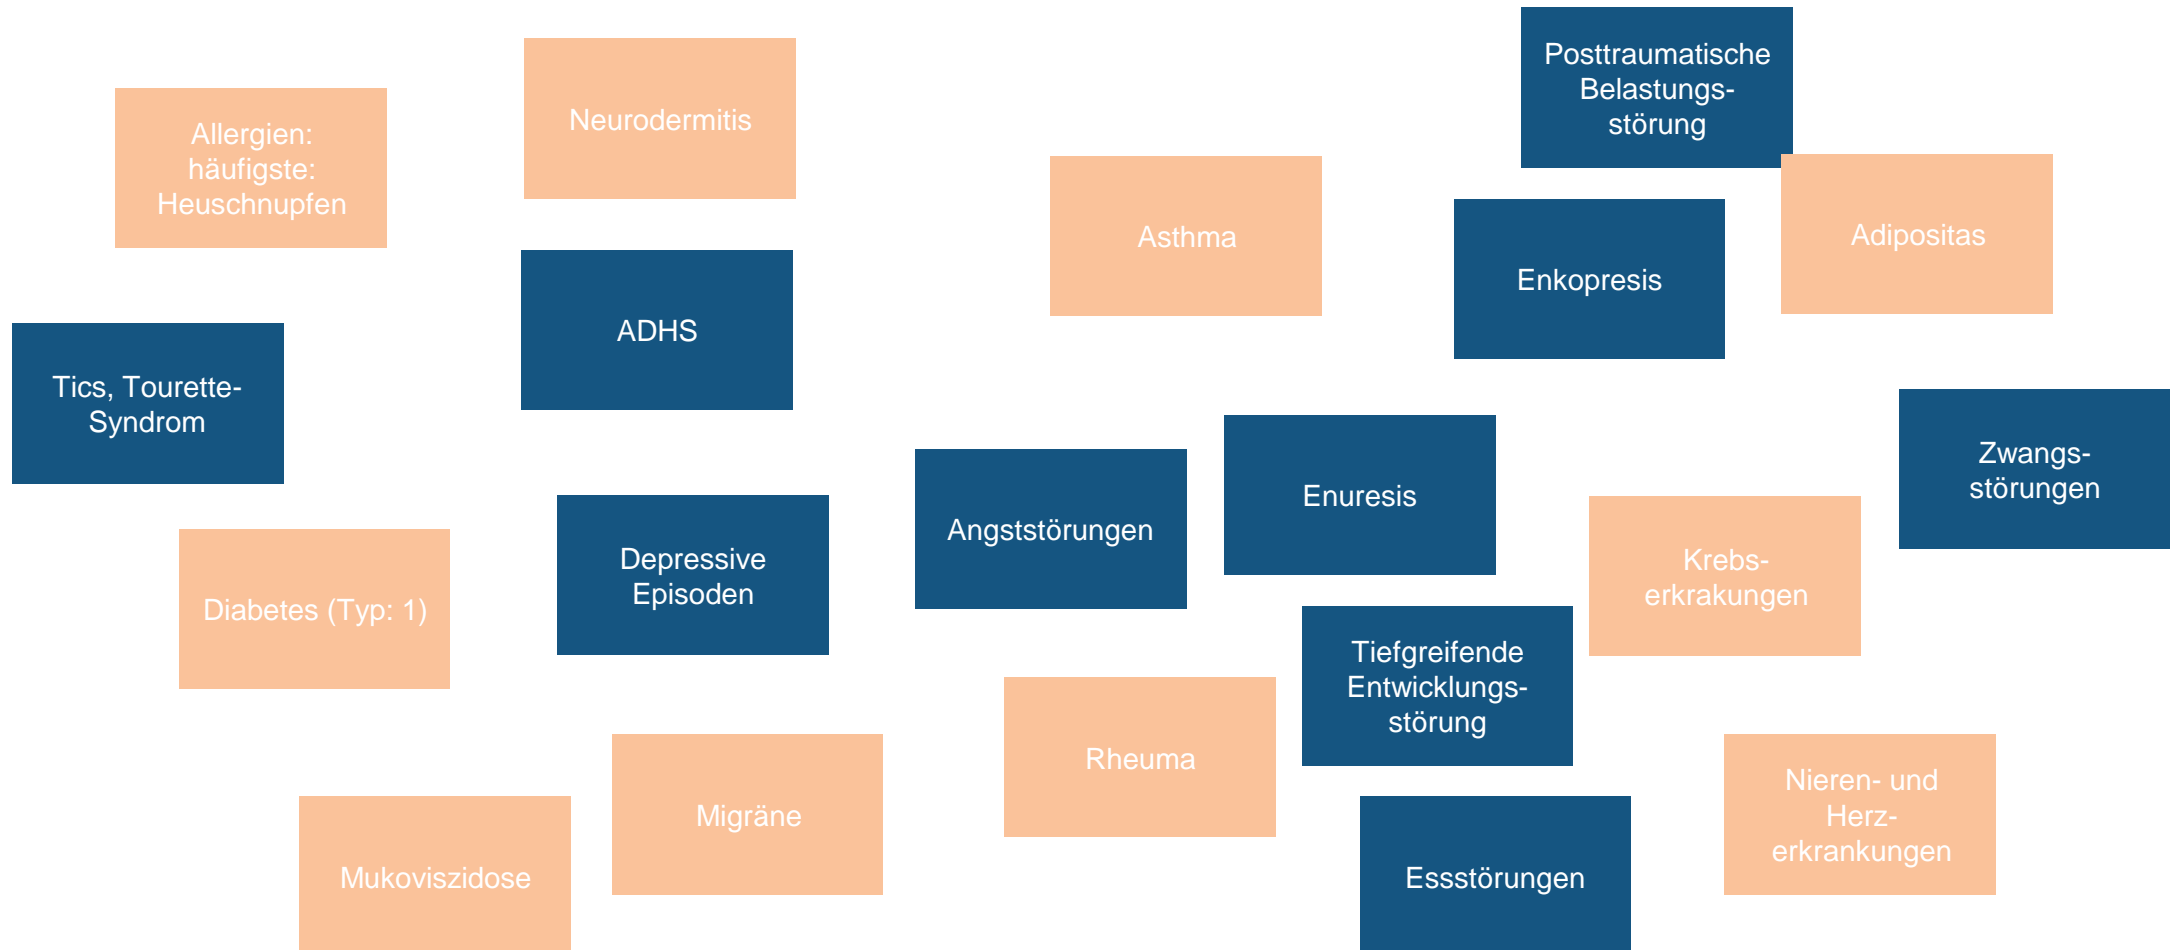 Posttraumatische
Belastungs-
störung
Neurodermitis
Allergien:
häufigste:
Heuschnupfen
Asthma
Adipositas
Enkopresis
ADHS
Tics, Tourette-
Syndrom
Zwangs-
störungen
Enuresis
Angststörungen
Depressive
Episoden
Krebs-
erkrakungen
Diabetes (Typ: 1)
Tiefgreifende
Entwicklungs-
störung
Rheuma
Nieren- und
Herz-
erkrankungen
Migräne
Mukoviszidose
Essstörungen